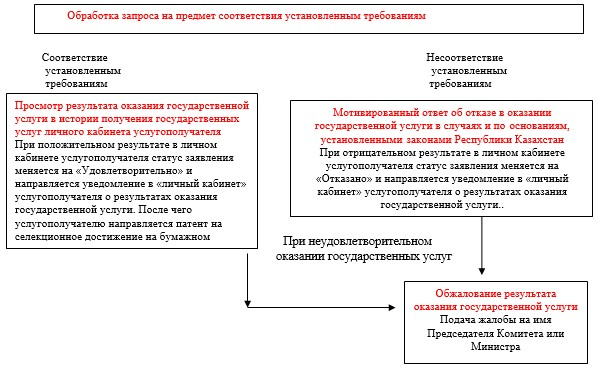 Обработка запроса на предмет соответствия установленным требованиям
Соответствие
установленным
требованиям
Несоответствие
установленным
требованиям
Просмотр результата оказания государственной
услуги в истории получения государственных
услуг личного кабинета услугополучателя
При положительном результате в личном
кабинете услугополучателя статус заявления
меняется на «Удовлетворительно» и
направляется уведомление в «личный кабинет»
услугополучателя о результатах оказания
государственной услуги. После чего
услугополучателю направляется патент на
селекционное достижение на бумажном
Мотивированный ответ об отказе в оказании
государственной услуги в случаях и по основаниям,
установленными законами Республики Казахстан
При отрицательном результате в личном кабинете
услугополучателя статус заявления меняется на
«Отказано» и направляется уведомление в «личный
кабинет» услугополучателя о результатах оказания
государственной услуги..
При неудовлетворительном
оказании государственных услуг
Обжалование результата
оказания государственной услуги
Подача жалобы на имя
Председателя Комитета или
Министра